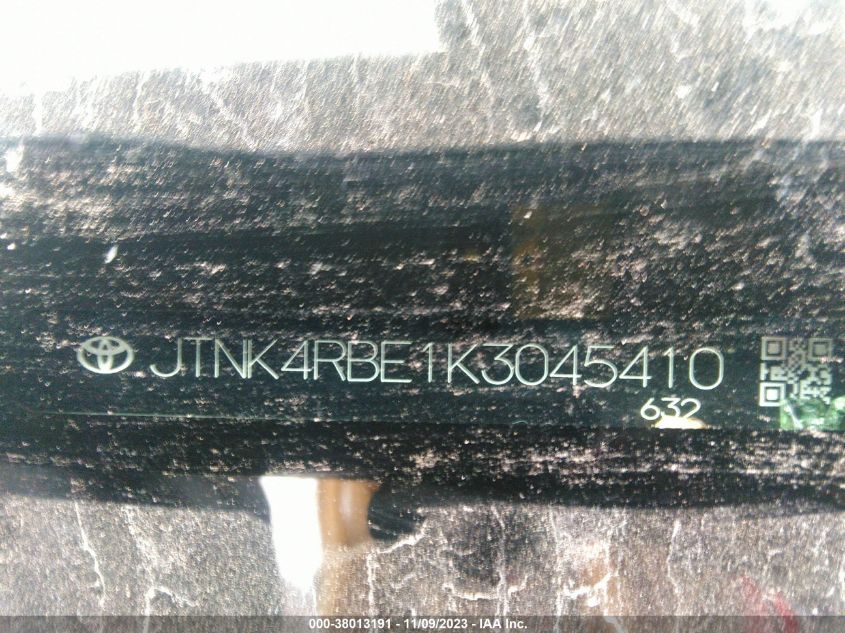 JTNK4RBE1K3045410
632
000-38013191 - 11/09/2023 - IAA Inc.